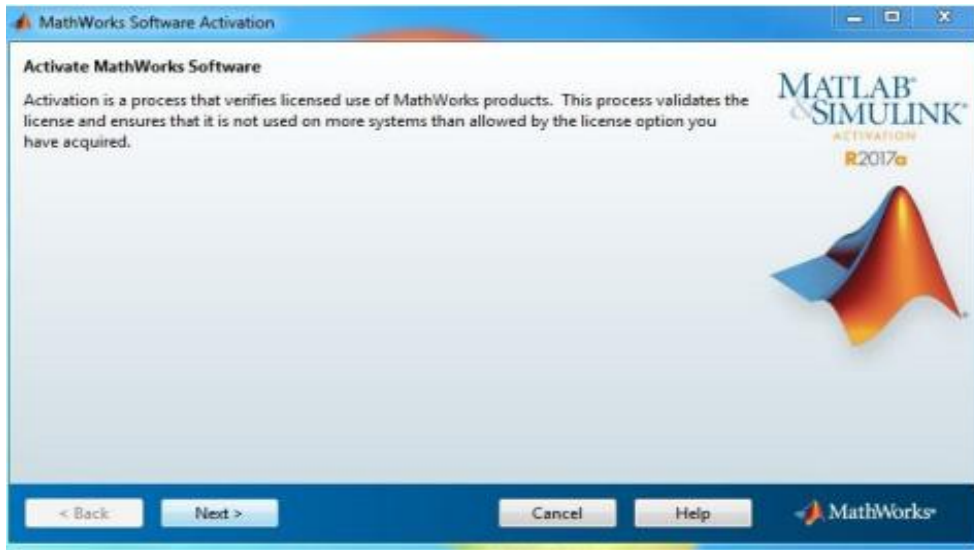 MathWorks Software Activation
Activate MathWorks Software
Activation is a process that verifies licensed use of MathWorks products. This process validates the
license and ensures that it is not used on more systems than allowed by the license option you
have acquired.
MATLAB®
&SIMULINK®
ACTIVATION
R2017a
< Back
Next >
Cancel
Help
MathWorks®